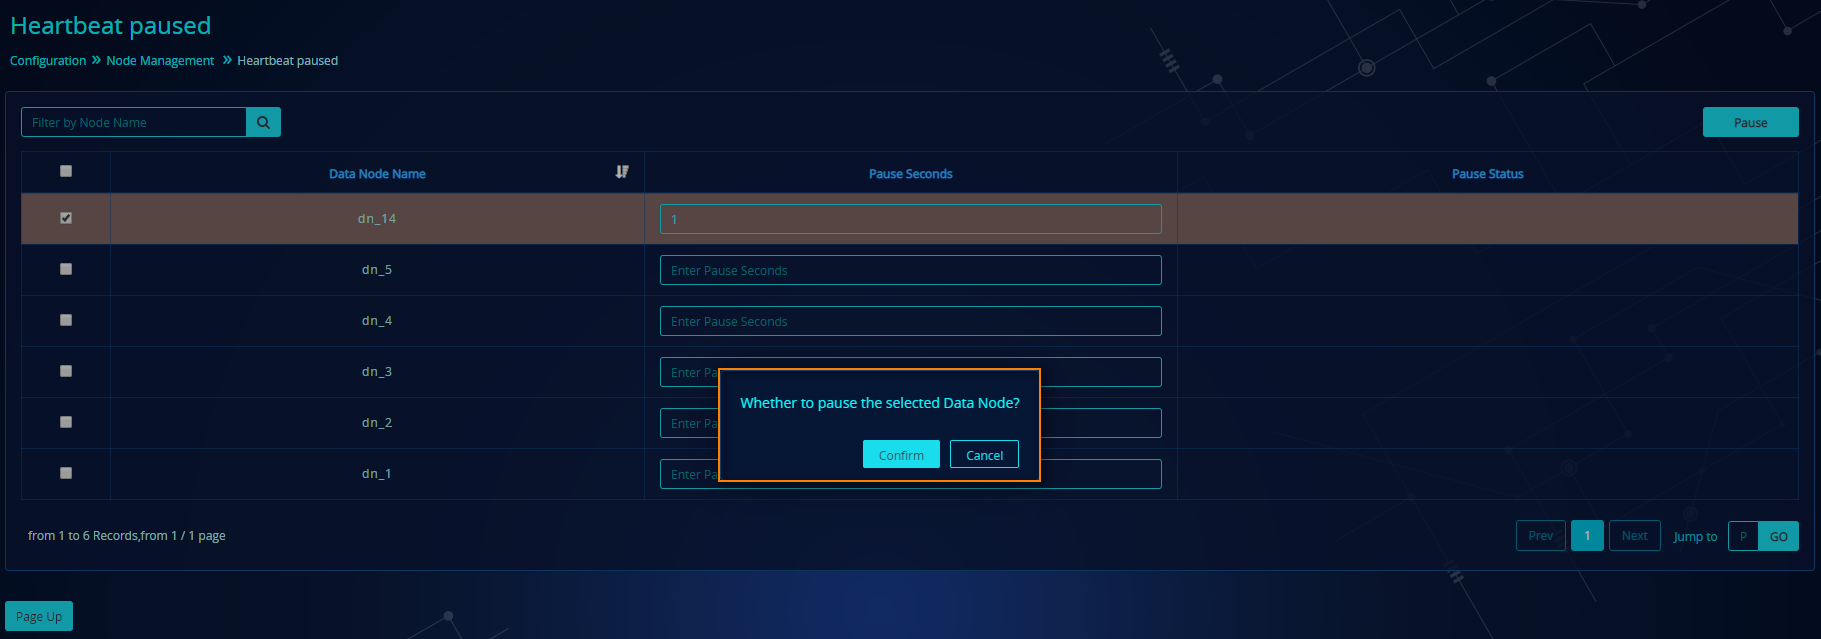 Heartbeat paused
Configuration » Node Management » Heartbeat paused
Filter by Node Name
Pause
Data Node Name Pause Seconds Pause Status
dn_14 1
dn_5 Enter Pause Seconds
dn_4 Enter Pause Seconds
dn_3 Enter Pa
Whether to pause the selected Data Node?
dn_2 Enter Pa
Confirm Cancel
dn_1 Enter Pa
from 1 to 6 Records,from 1 / 1 page Prev 1 Next Jump to P GO
Page Up